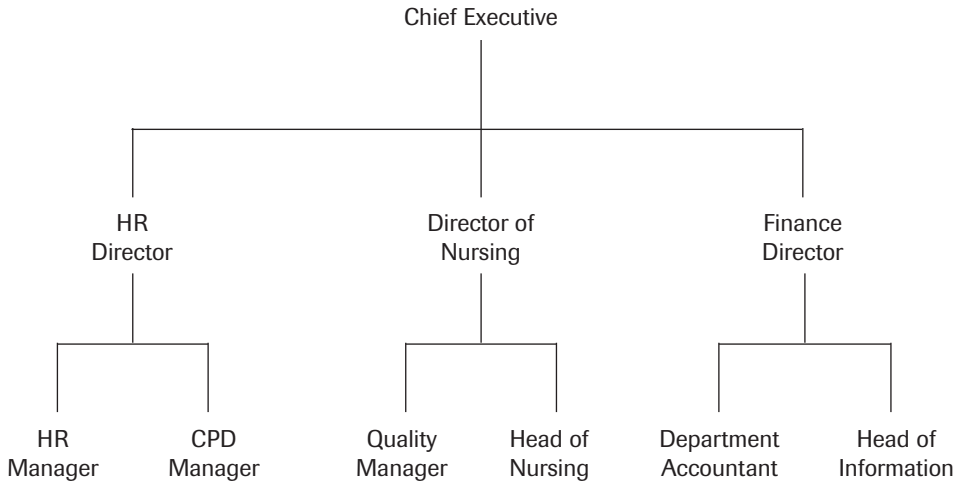 Chief Executive
HR
Director
Director of
Nursing
Finance
Director
HR
Manager
CPD
Manager
Quality
Manager
Head of
Nursing
Department
Accountant
Head of
Information